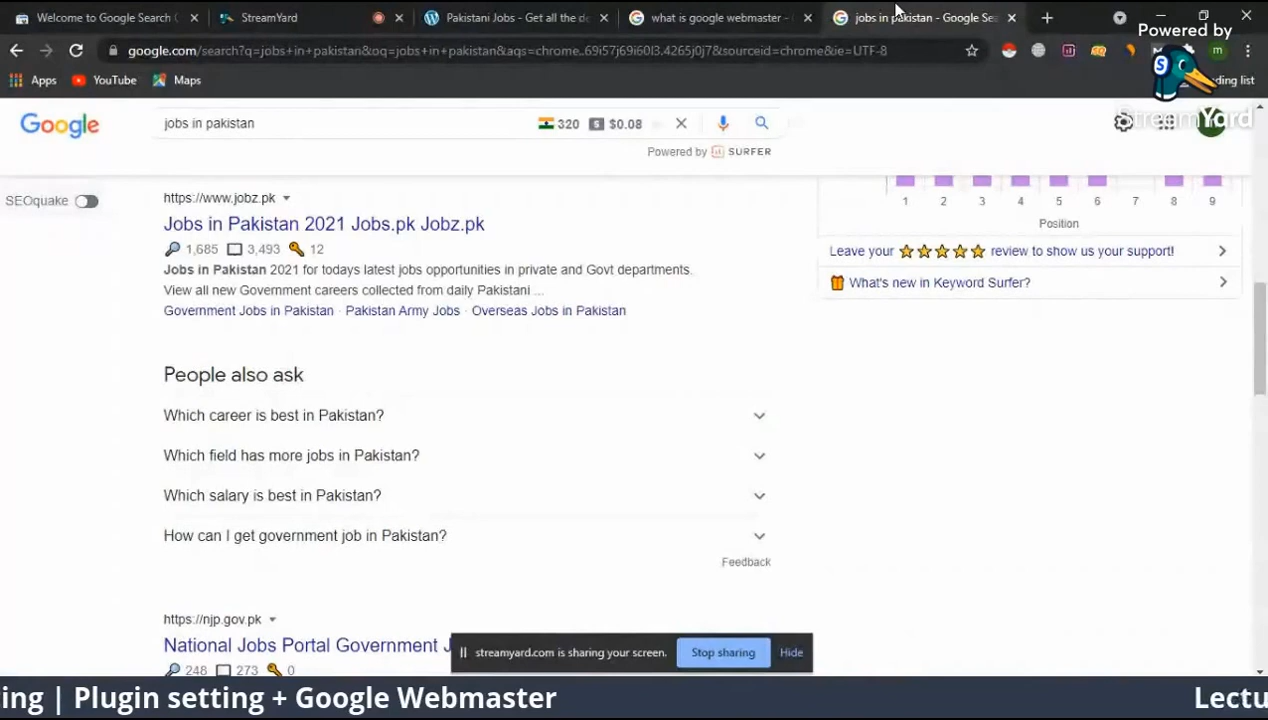 Welcome to Google Search (
StreamYard
Pakistani Jobs - Get all the d
what is google webmaster -
jobs in pakistan - Google Se
Powered by
google.com/search?q=jobs+in+pakistan&oq=jobs+in+pakistan&aqs=chrome..69i57j69i60l3.4265j0j7&sourceid=chrome&ie=UTF-8
m
Apps
YouTube
Maps
StreamYard
Google
jobs in pakistan
320
$0.08
Powered by SURFER
SEOquake
https://www.jobz.pk
Jobs in Pakistan 2021 Jobs.pk Jobz.pk
1,685 3,493 12
Jobs in Pakistan 2021 for todays latest jobs opportunities in private and Govt departments.
View all new Government careers collected from daily Pakistani ...
Government Jobs in Pakistan · Pakistan Army Jobs · Overseas Jobs in Pakistan
1 2 3 4 5 6 7 8 9
Position
Leave your ⭐⭐⭐⭐⭐ review to show us your support!
What's new in Keyword Surfer?
People also ask
Which career is best in Pakistan?
Which field has more jobs in Pakistan?
Which salary is best in Pakistan?
How can I get government job in Pakistan?
Feedback
https://njp.gov.pk
National Jobs Portal Government J
248 273 0
streamyard.com is sharing your screen.
Stop sharing
Hide
ing | Plugin setting + Google Webmaster
Lectu